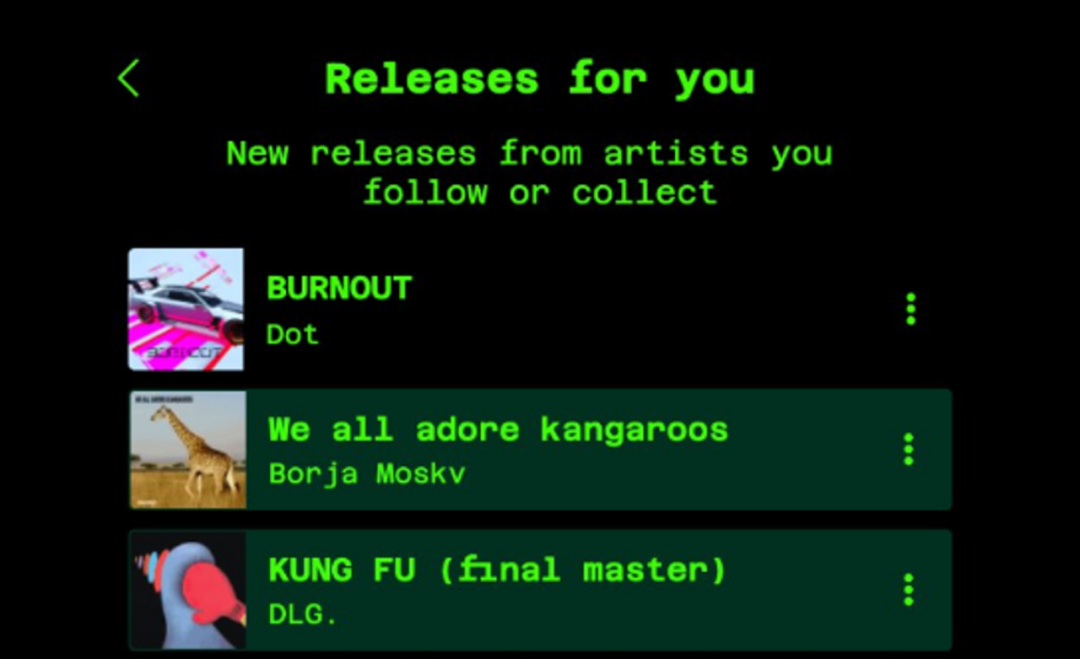 Releases for you
New releases from artists you
follow or collect
BURNOUT
Dot
We all adore kangaroos
Borja Moskv
KUNG FU (final master)
DLG.